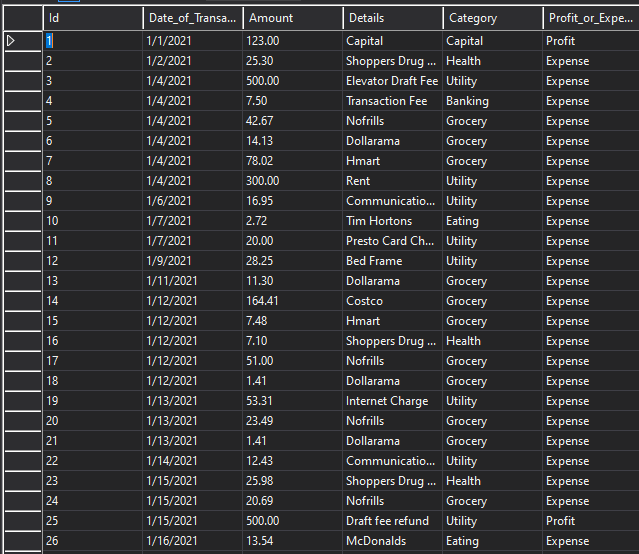 Id Date_of_Transa... Amount Details Category Profit_or_Expe...
1 1/1/2021 123.00 Capital Capital Profit
2 1/2/2021 25.30 Shoppers Drug ... Health Expense
3 1/4/2021 500.00 Elevator Draft Fee Utility Expense
4 1/4/2021 7.50 Transaction Fee Banking Expense
5 1/4/2021 42.67 Nofrills Grocery Expense
6 1/4/2021 14.13 Dollarama Grocery Expense
7 1/4/2021 78.02 Hmart Grocery Expense
8 1/4/2021 300.00 Rent Utility Expense
9 1/6/2021 16.95 Communicatio... Utility Expense
10 1/7/2021 2.72 Tim Hortons Eating Expense
11 1/7/2021 20.00 Presto Card Ch... Utility Expense
12 1/9/2021 28.25 Bed Frame Utility Expense
13 1/11/2021 11.30 Dollarama Grocery Expense
14 1/12/2021 164.41 Costco Grocery Expense
15 1/12/2021 7.48 Hmart Grocery Expense
16 1/12/2021 7.10 Shoppers Drug ... Health Expense
17 1/12/2021 51.00 Nofrills Grocery Expense
18 1/12/2021 1.41 Dollarama Grocery Expense
19 1/13/2021 53.31 Internet Charge Utility Expense
20 1/13/2021 23.49 Nofrills Grocery Expense
21 1/13/2021 1.41 Dollarama Grocery Expense
22 1/14/2021 12.43 Communicatio... Utility Expense
23 1/15/2021 25.98 Shoppers Drug ... Health Expense
24 1/15/2021 20.69 Nofrills Grocery Expense
25 1/15/2021 500.00 Draft fee refund Utility Profit
26 1/16/2021 13.54 McDonalds Eating Expense